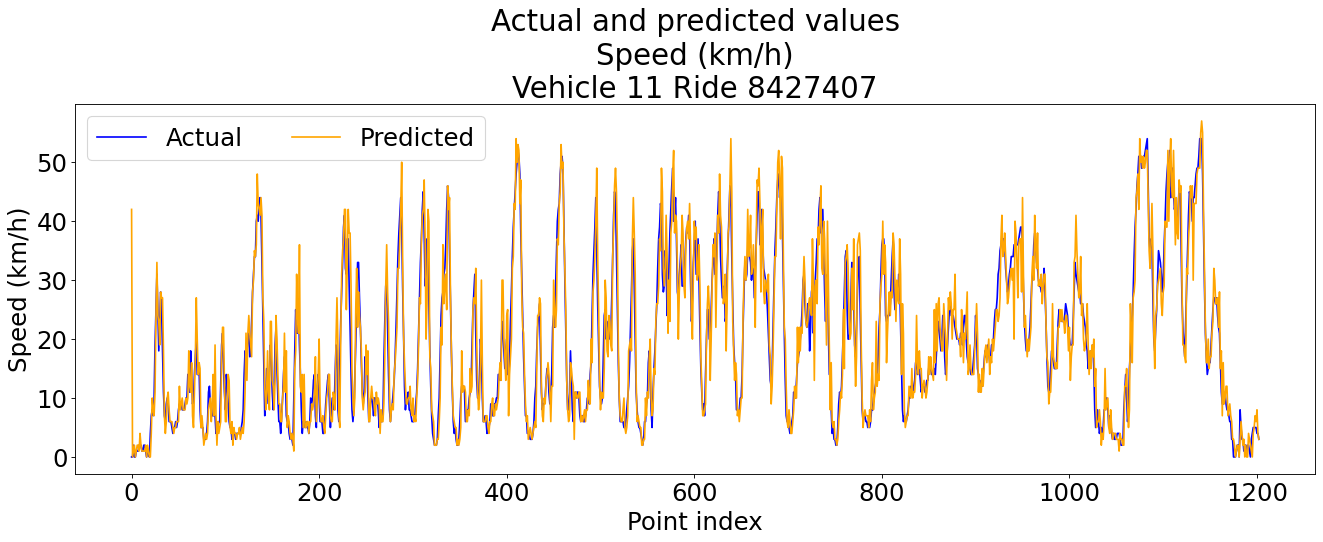 Actual and predicted values
Speed (km/h)
Vehicle 11 Ride 8427407
Actual
Predicted
Speed (km/h)
50
40
30
20
10
0
0 200 400 600 800 1000 1200
Point index